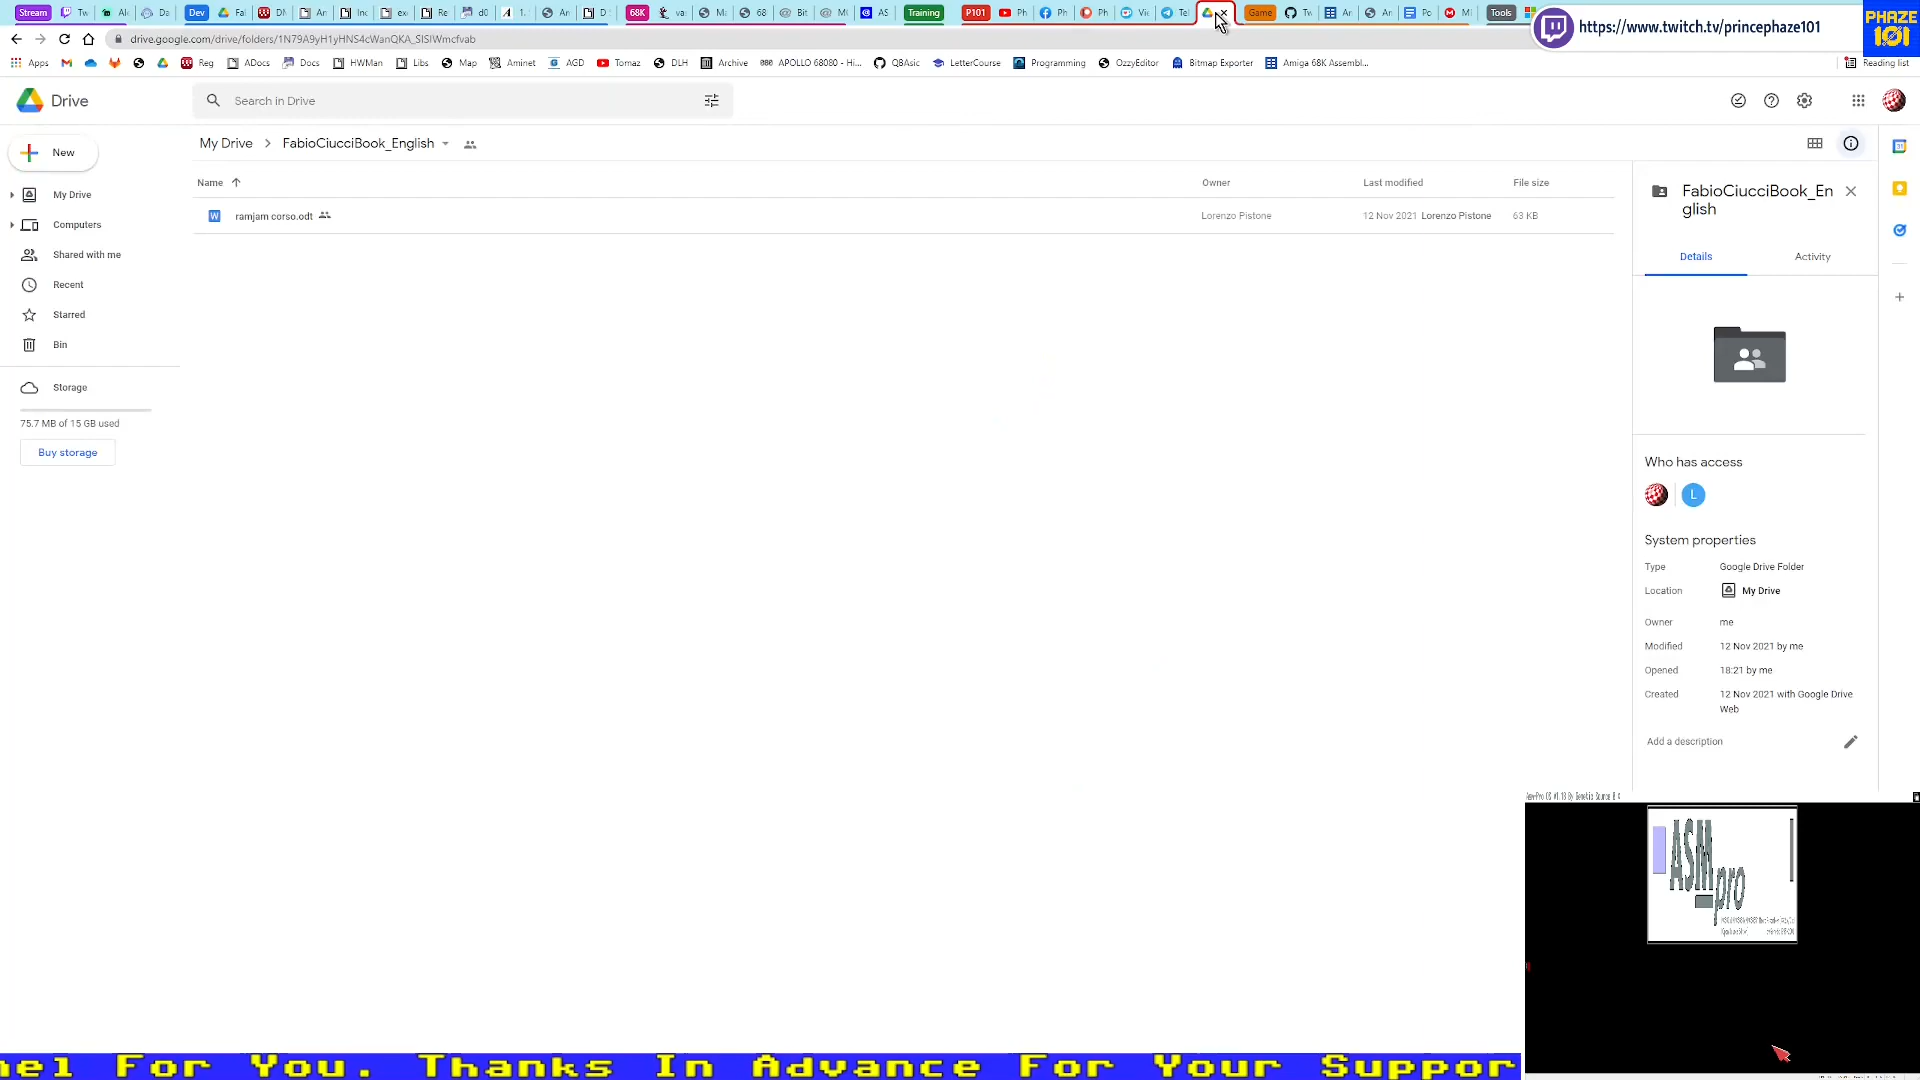 Stream
Dev
68K
Training
P101
Game
Tools
https://www.twitch.tv/princephaze101
PHAZE
101
drive.google.com/drive/folders/1N79A9yH1yHNS4cWanQKA_SISIWmcfvab
Apps
Reg
ADocs
Docs
HWMan
Libs
Map
Aminet
AGD
Tomaz
DLH
Archive
APOLLO 68080 - Hi...
QBAsic
LetterCourse
Programming
OzzyEditor
Bitmap Exporter
Amiga 68K Assembl...
Reading list
Drive
Search in Drive
New
My Drive
Computers
Shared with me
Recent
Starred
Bin
Storage
75.7 MB of 15 GB used
Buy storage
My Drive > FabioCiucciBook_English
Name
Owner
Last modified
File size
ramjam corso.odt
Lorenzo Pistone
12 Nov 2021 Lorenzo Pistone
63 KB
FabioCiucciBook_En
glish
Details
Activity
Who has access
L
System properties
Type
Google Drive Folder
Location
My Drive
Owner
me
Modified
12 Nov 2021 by me
Opened
18:21 by me
Created
12 Nov 2021 with Google Drive
Web
Add a description
ASM
pro
nel For You. Thanks In Advance For Your Suppor